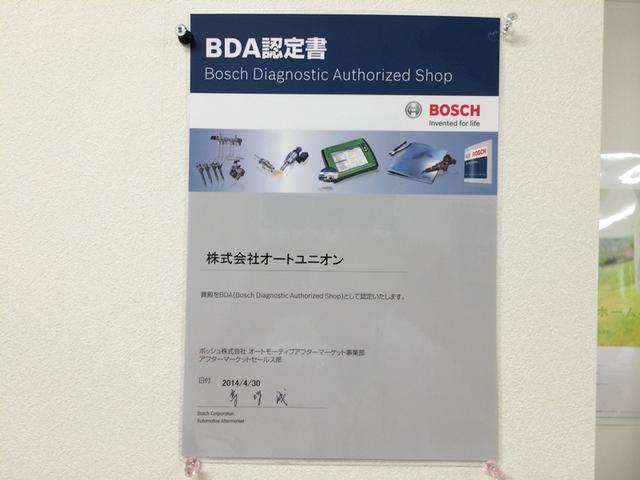 BDA認定書
Bosch Diagnostic Authorized Shop
BOSCH
Invented for life
BOSCH
株式会社オートユニオン
貴殿をBDA(Bosch Diagnostic Authorized Shop)として認定いたします。
ボッシュ株式会社 オートモーティブアフターマーケット事業部
アフターマーケットセールス部
日付 2014/4/30
Bosch Corporation
Automotive Aftermarket
ホーム